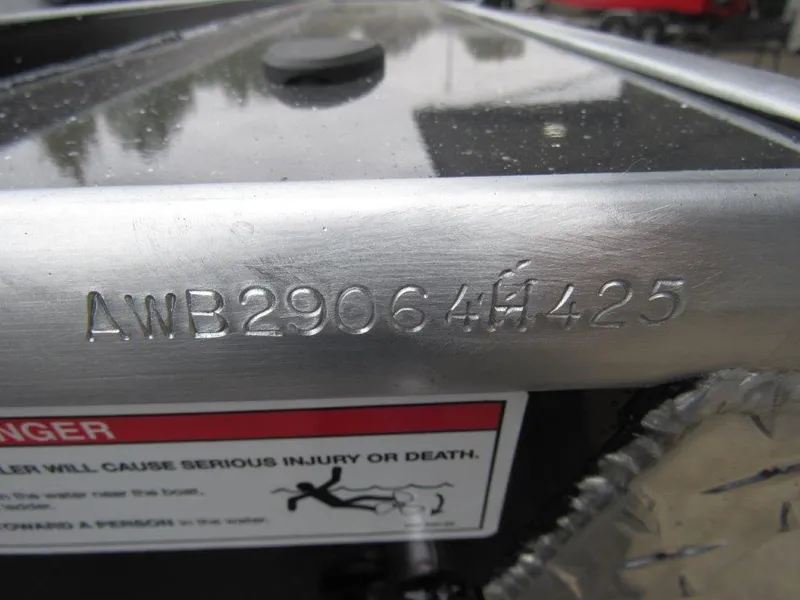 AWB29064H425
NGER
LER WILL CAUSE SERIOUS INJURY OR DEATH.
in the water near the boat,
ladder.
TOWARD A PERSON in the water.